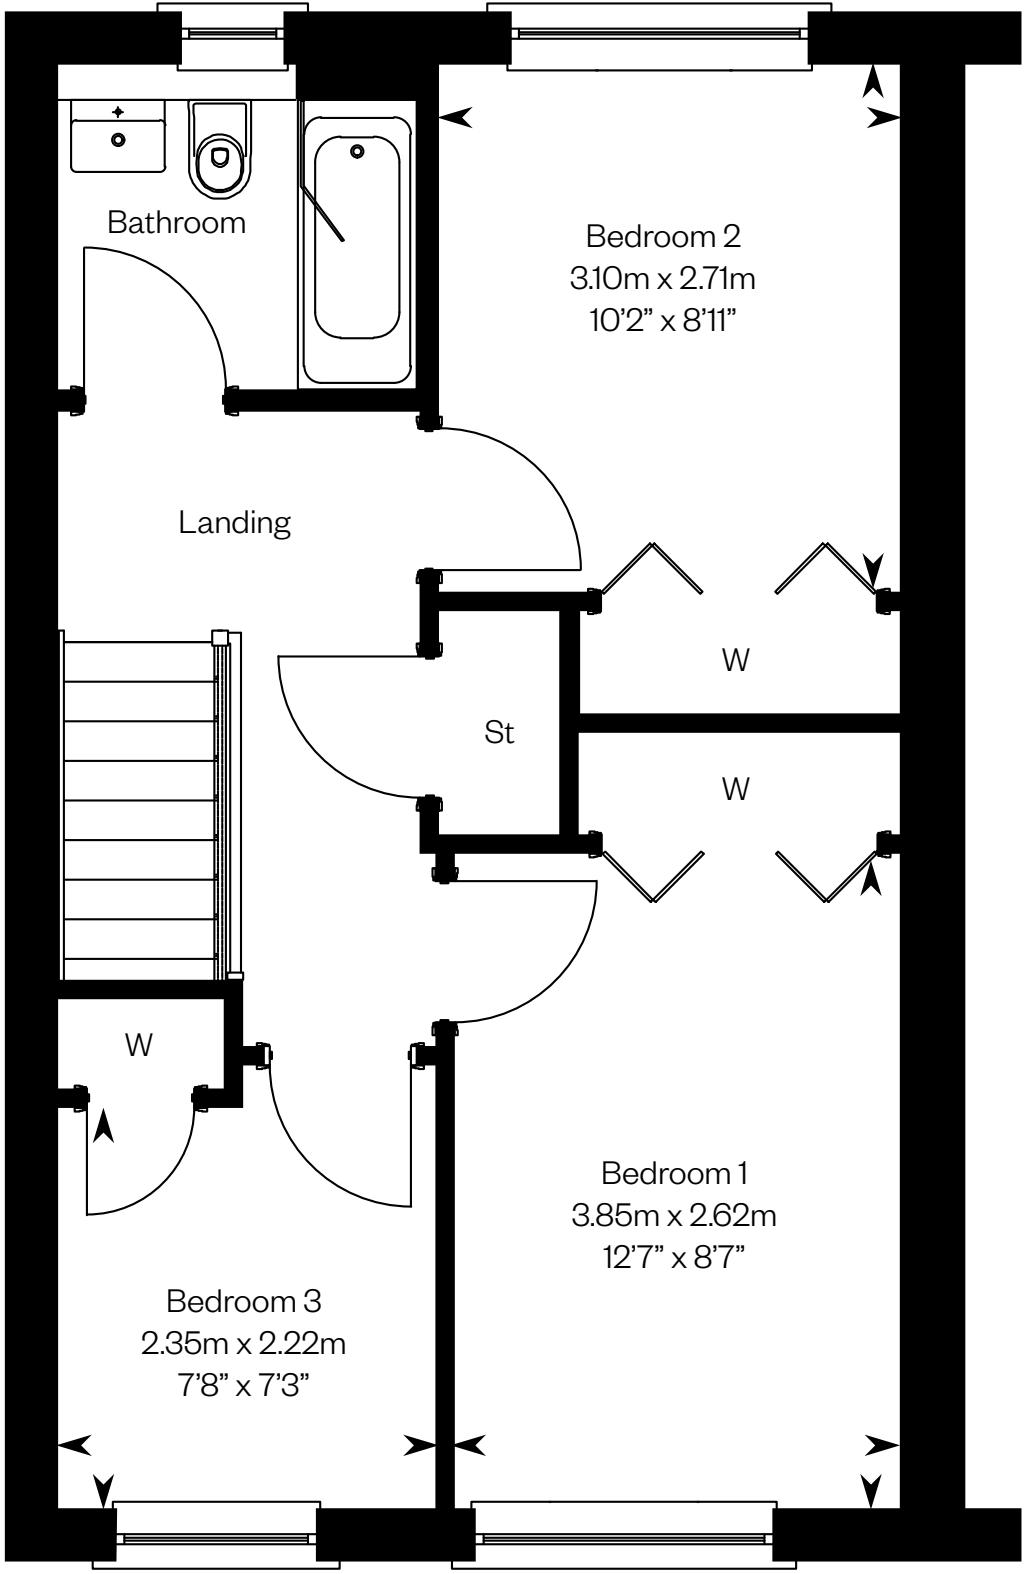 Bathroom
Bedroom 2
3.10m x 2.71m
10’2” x 8’11”
Landing
W
St
W
W
Bedroom 1
3.85m x 2.62m
12’7” x 8’7”
Bedroom 3
2.35m x 2.22m
7’8” x 7’3”